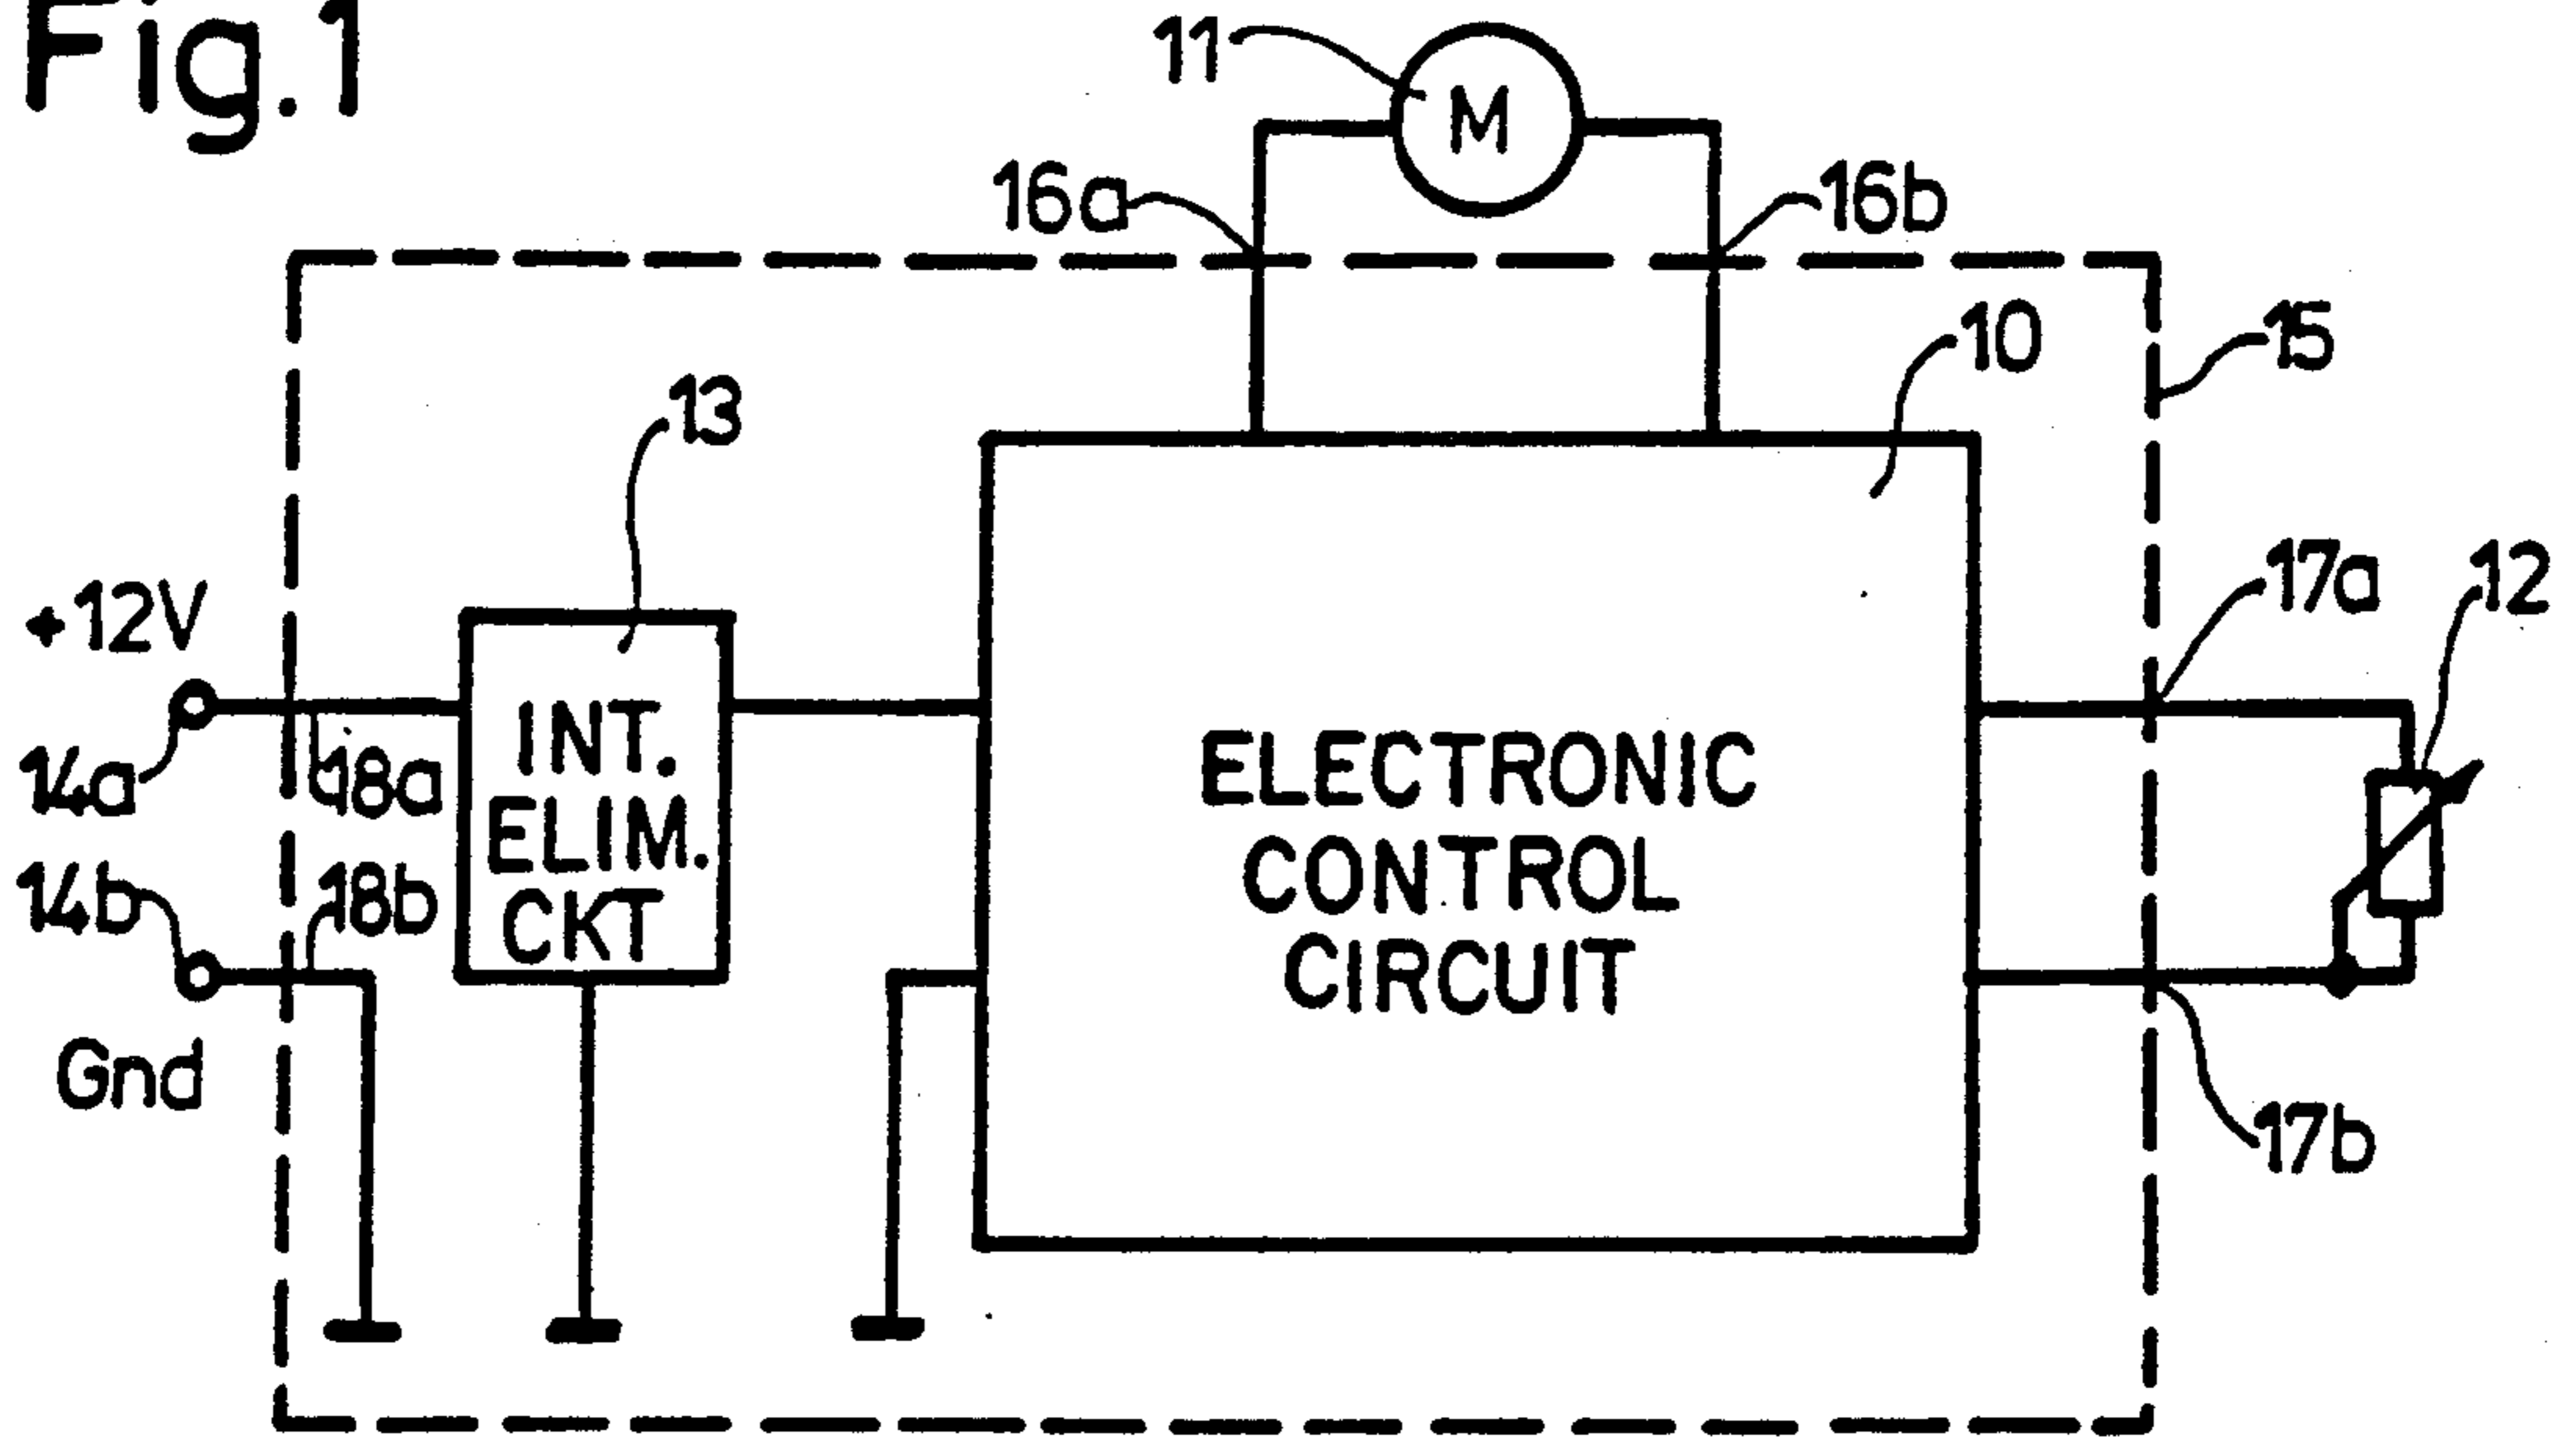 Fig.1
11
M
16a
16b
10
15
13
17a
12
+12V
14a
18a
14b
18b
Gnd
INT.
ELIM.
CKT
ELECTRONIC
CONTROL
CIRCUIT
17b